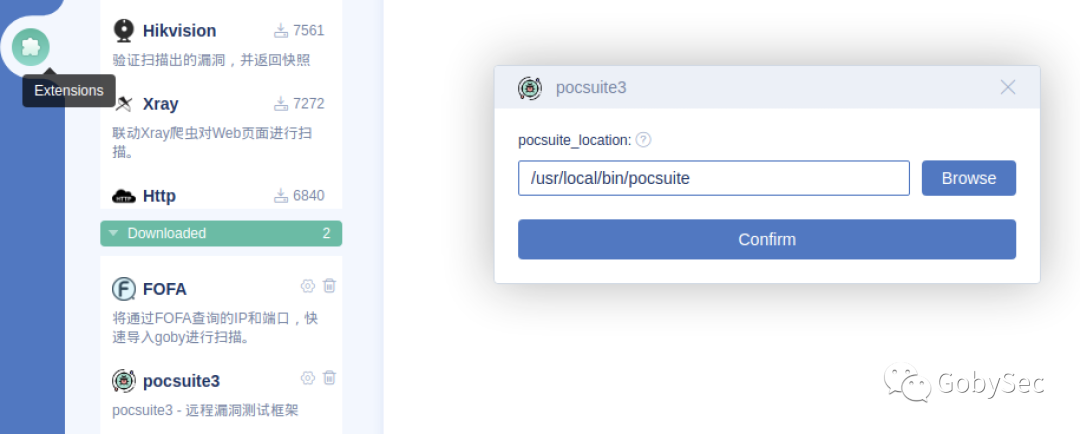 Hikvision 7561
验证扫描出的漏洞，并返回快照
Extensions
Xray 7272
联动Xray爬虫对Web页面进行扫
描。
Http 6840
HTTP
Downloaded 2
FOFA
将通过FOFA查询的IP和端口，快
速导入goby进行扫描。
pocsuite3
pocsuite3 - 远程漏洞测试框架
pocsuite3
pocsuite_location: ?
/usr/local/bin/pocsuite
Browse
Confirm
GobySec